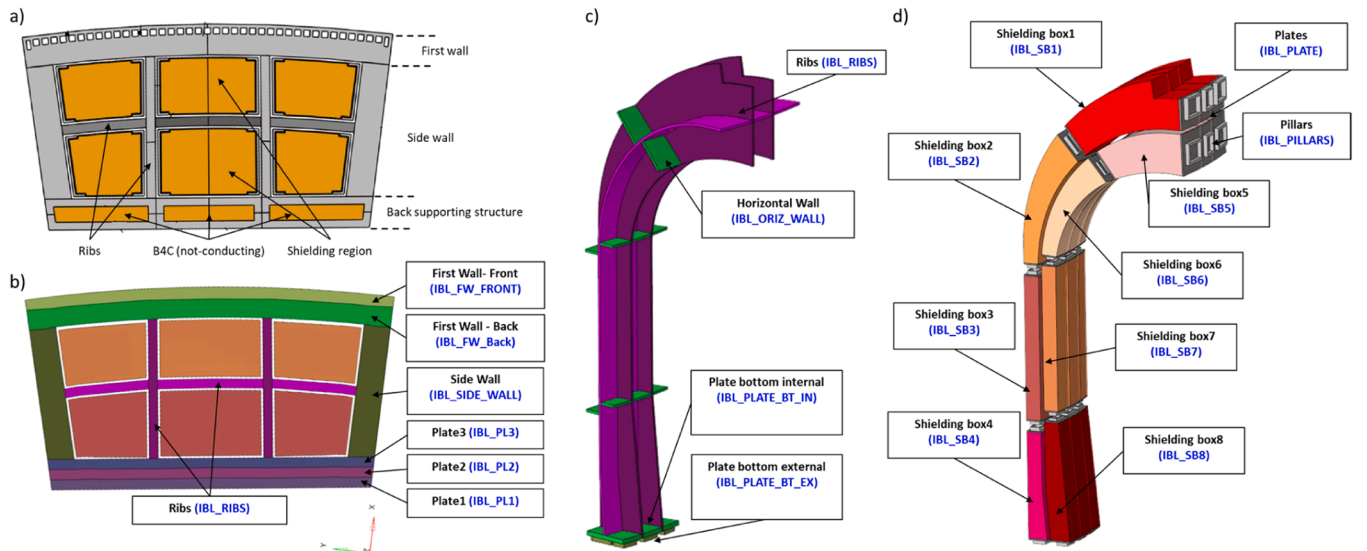 a)
First wall
Side wall
Back supporting structure
Ribs
B4C (not-conducting)
Shielding region
b)
First Wall- Front
(IBL_FW_FRONT)
First Wall - Back
(IBL_FW_Back)
Side Wall
(IBL_SIDE_WALL)
Plate3 (IBL_PL3)
Plate2 (IBL_PL2)
Plate1 (IBL_PL1)
Ribs (IBL_RIBS)
X
Y
Z
c)
Ribs (IBL_RIBS)
Horizontal Wall
(IBL_ORIZ_WALL)
Plate bottom internal
(IBL_PLATE_BT_IN)
Plate bottom external
(IBL_PLATE_BT_EX)
d)
Shielding box1
(IBL_SB1)
Plates
(IBL_PLATE)
Pillars
(IBL_PILLARS)
Shielding box2
(IBL_SB2)
Shielding box5
(IBL_SB5)
Shielding box6
(IBL_SB6)
Shielding box3
(IBL_SB3)
Shielding box7
(IBL_SB7)
Shielding box4
(IBL_SB4)
Shielding box8
(IBL_SB8)